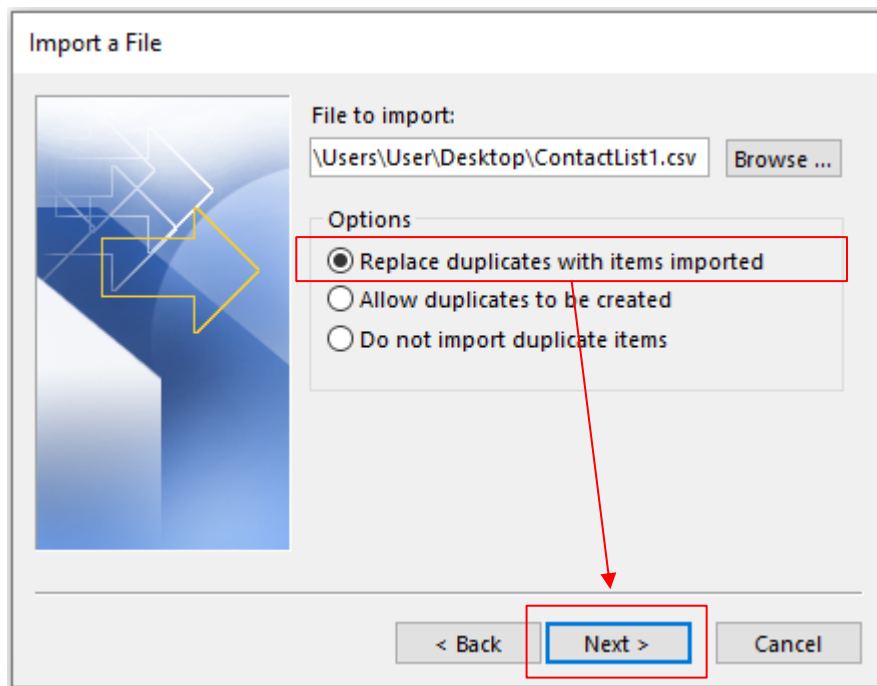 Import a File
File to import:
\Users\User\Desktop\ContactList1.csv
Browse ...
Options
Replace duplicates with items imported
Allow duplicates to be created
Do not import duplicate items
< Back
Next >
Cancel